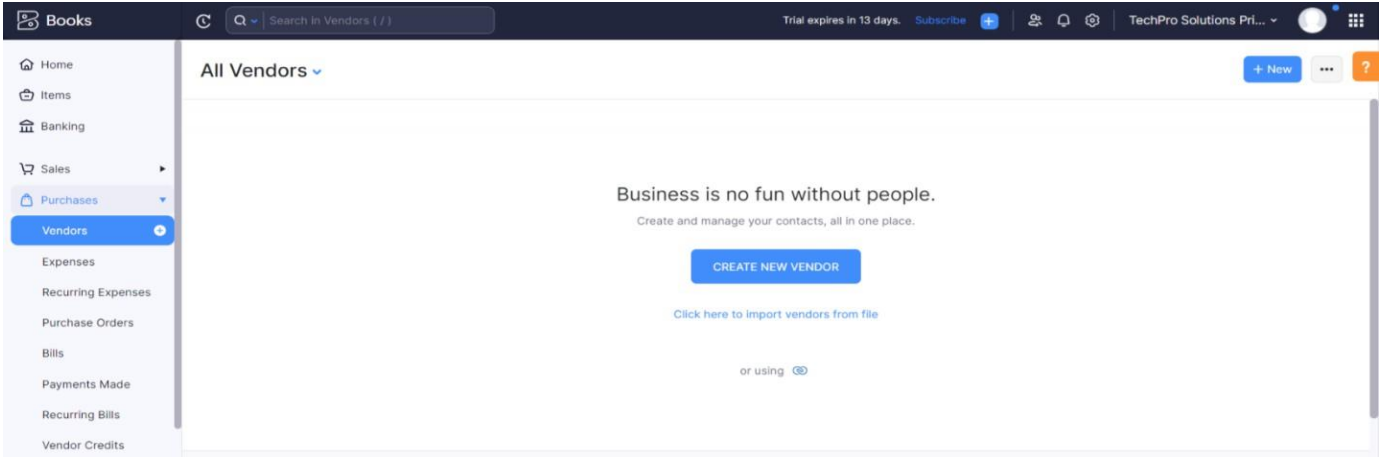 Books
Search in Vendors ( / )
Trial expires in 13 days. Subscribe
TechPro Solutions Pri...
Home
Items
Banking
Sales
Purchases
Vendors
Expenses
Recurring Expenses
Purchase Orders
Bills
Payments Made
Recurring Bills
Vendor Credits
All Vendors
+ New
...
?
Business is no fun without people.
Create and manage your contacts, all in one place.
CREATE NEW VENDOR
Click here to import vendors from file
or using